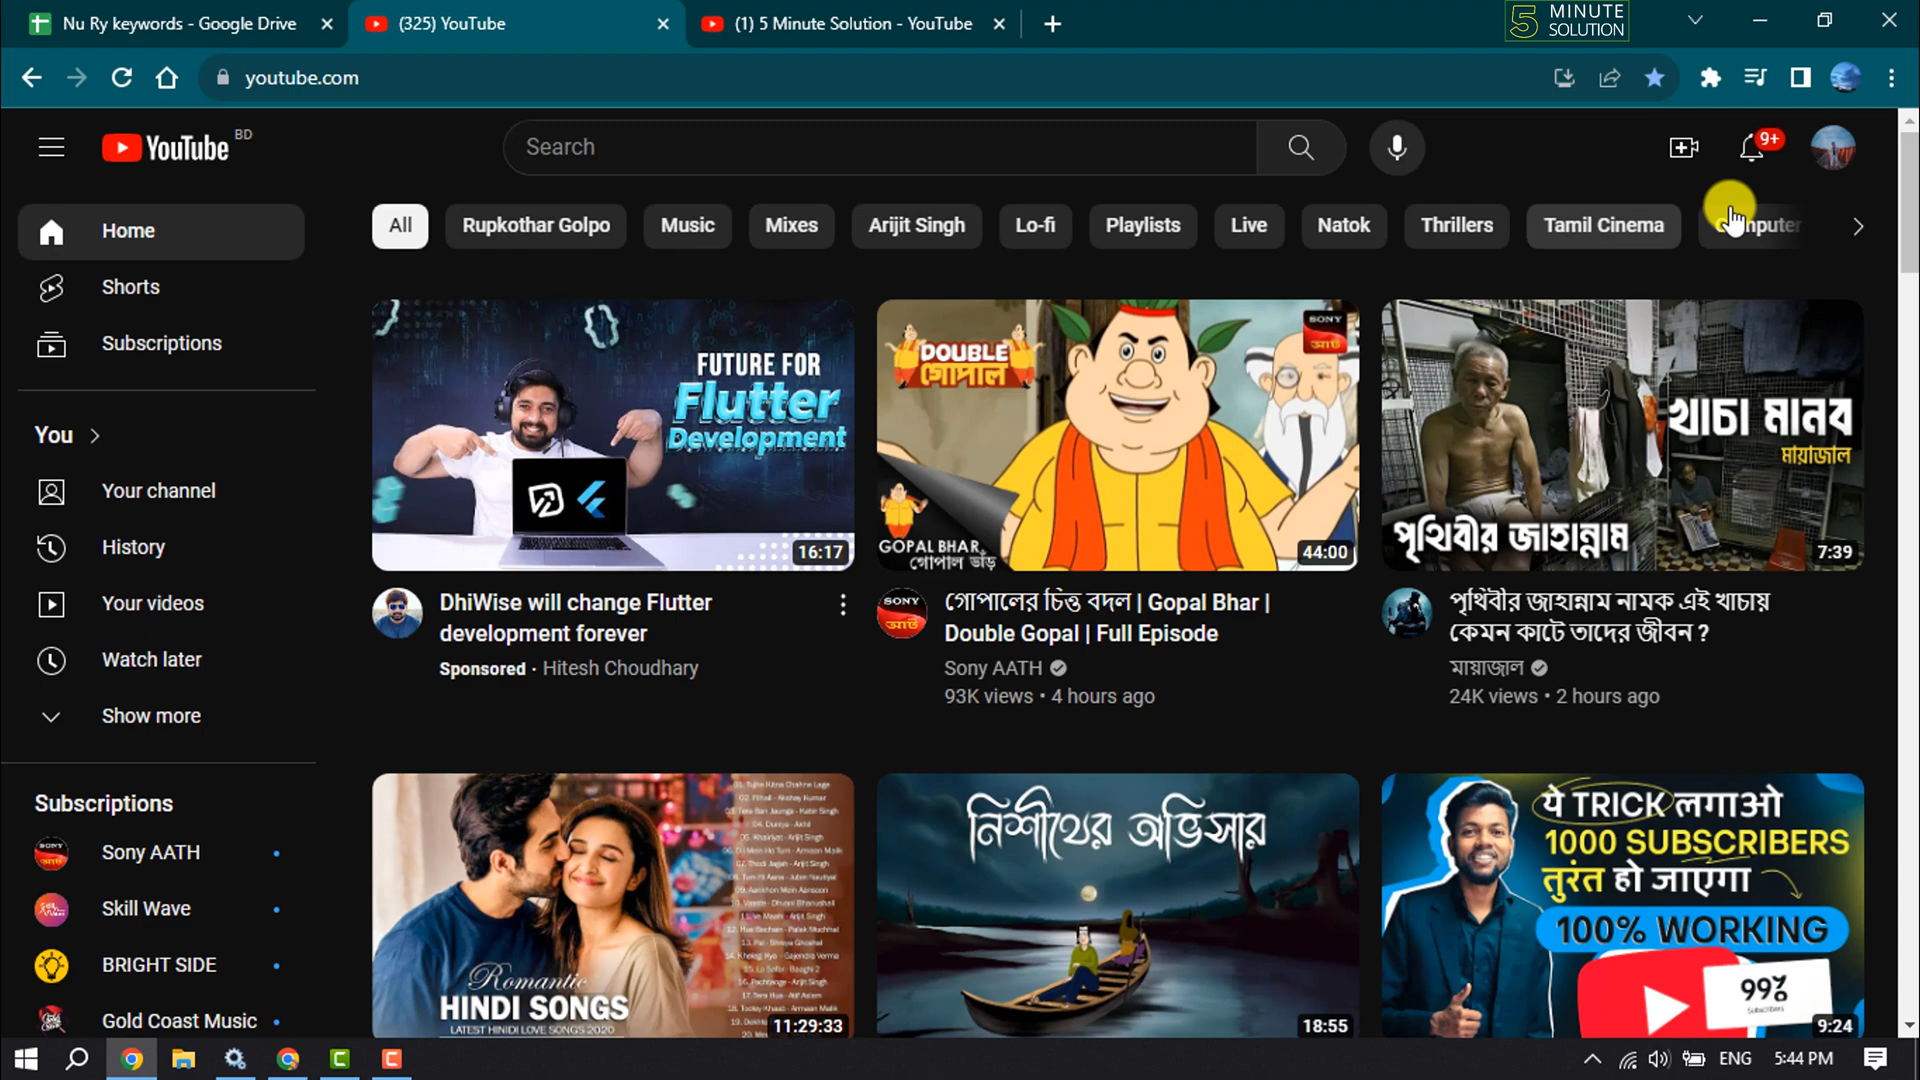 Nu Ry keywords - Google Drive
(325) YouTube
(1) 5 Minute Solution - YouTube
5 MINUTE
SOLUTION
youtube.com
YouTube BD
Search
9+
All
Rupkothar Golpo
Music
Mixes
Arijit Singh
Lo-fi
Playlists
Live
Natok
Thrillers
Tamil Cinema
Home
Shorts
Subscriptions
You
Your channel
History
Your videos
Watch later
Show more
Subscriptions
Sony AATH
Skill Wave
BRIGHT SIDE
Gold Coast Music
FUTURE FOR
Flutter
Development
16:17
DhiWise will change Flutter
development forever
Sponsored · Hitesh Choudhary
DOUBLE
গোপাল
SONY
আট
GOPAL BHAR
গোপাল ভাঁড়
44:00
SONY
আট
গোপালের চিত্ত বদল | Gopal Bhar |
Double Gopal | Full Episode
Sony AATH
93K views • 4 hours ago
খাচা মানব
মায়াজাল
পৃথিবীর জাহান্নাম
7:39
পৃথিবীর জাহান্নাম নামক এই খাচায়
কেমন কাটে তাদের জীবন ?
মায়াজাল
24K views • 2 hours ago
Romantic
HINDI SONGS
LATEST HINDI LOVE SONGS 2020
11:29:33
নিশীথের অভিসার
18:55
ये TRICK लगाओ
1000 SUBSCRIBERS
तुरंत हो जाएगा
100% WORKING
Subscribers
9:24
ENG
5:44 PM